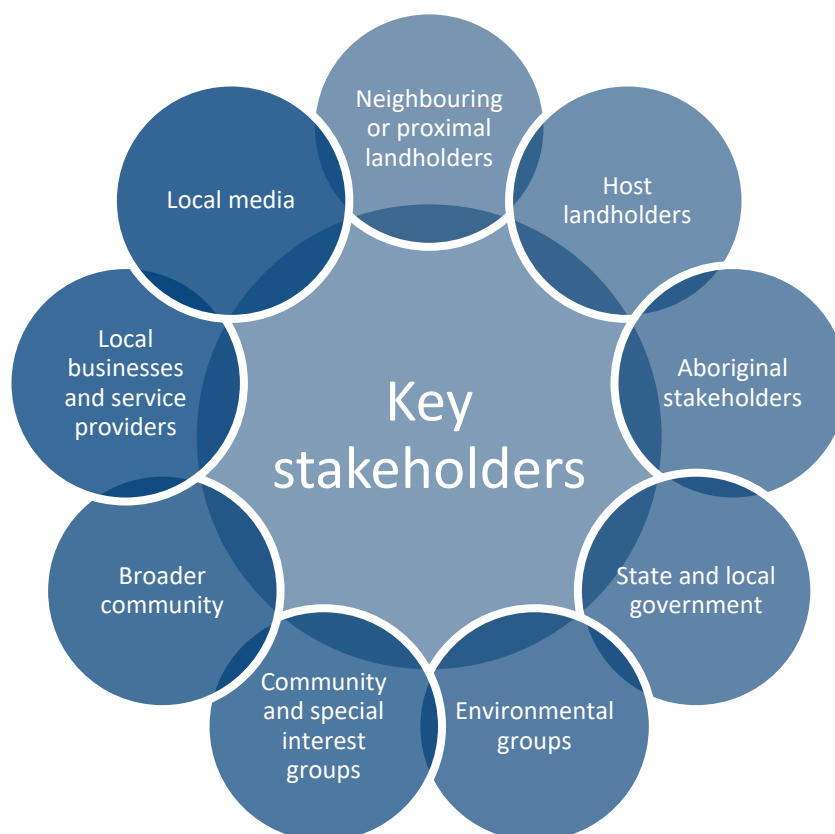 Neighbouring
or proximal
landholders
Host
landholders
Aboriginal
stakeholders
State and local
government
Environmental
groups
Community
and special
interest
groups
Broader
community
Local
businesses
and service
providers
Local media
Key
stakeholders